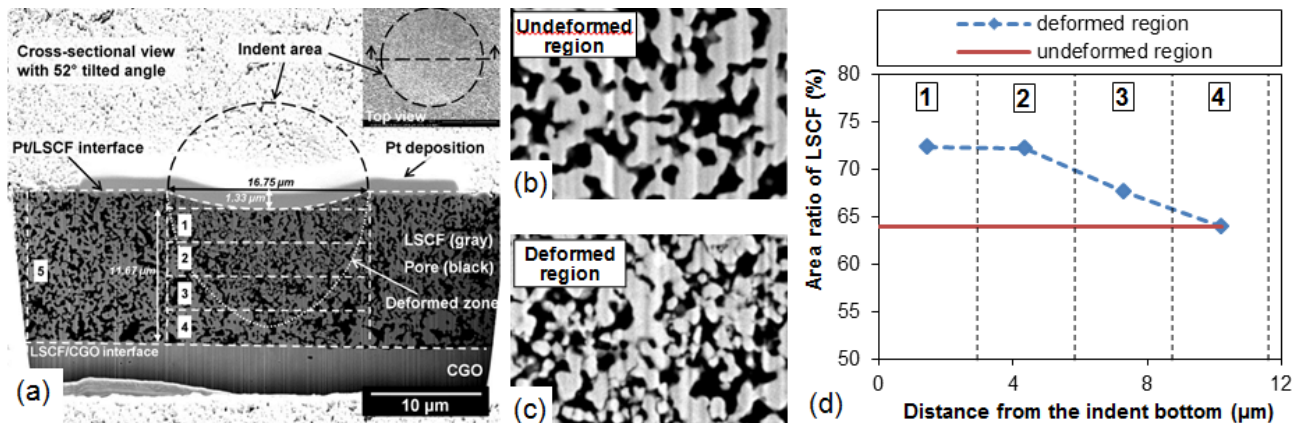 Cross-sectional view
with 52° tilted angle
Indent area
Top view
Pt/LSCF interface
Pt deposition
16.75 µm
1.33 µm
1
2
3
4
5
11.67 µm
LSCF (gray)
Pore (black)
Deformed zone
LSCF/CGO interface
CGO
10 µm
(a)
Undeformed
region
(b)
Deformed
region
(c)
deformed region
undeformed region
Area ratio of LSCF (%)
80
75
70
65
60
55
50
1 2 3 4
0 4 8 12
Distance from the indent bottom (µm)
(d)